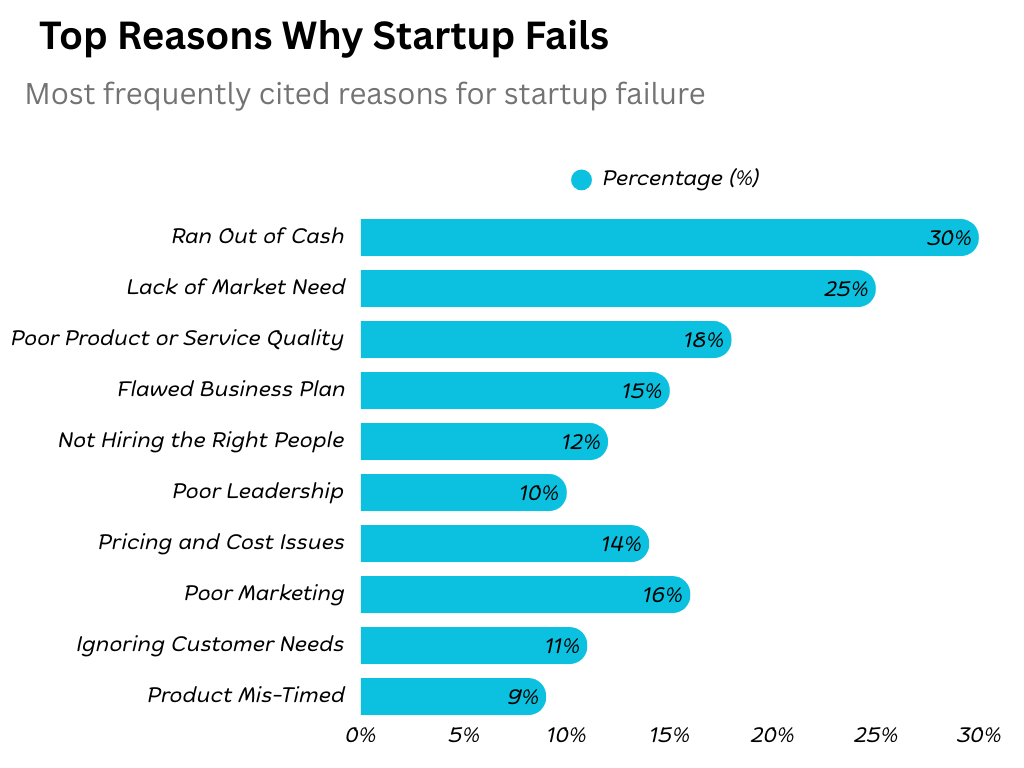 Top Reasons Why Startup Fails
Most frequently cited reasons for startup failure
Percentage (%)
Ran Out of Cash 30%
Lack of Market Need 25%
Poor Product or Service Quality 18%
Flawed Business Plan 15%
Not Hiring the Right People 12%
Poor Leadership 10%
Pricing and Cost Issues 14%
Poor Marketing 16%
Ignoring Customer Needs 11%
Product Mis-Timed 9%
0% 5% 10% 15% 20% 25% 30%